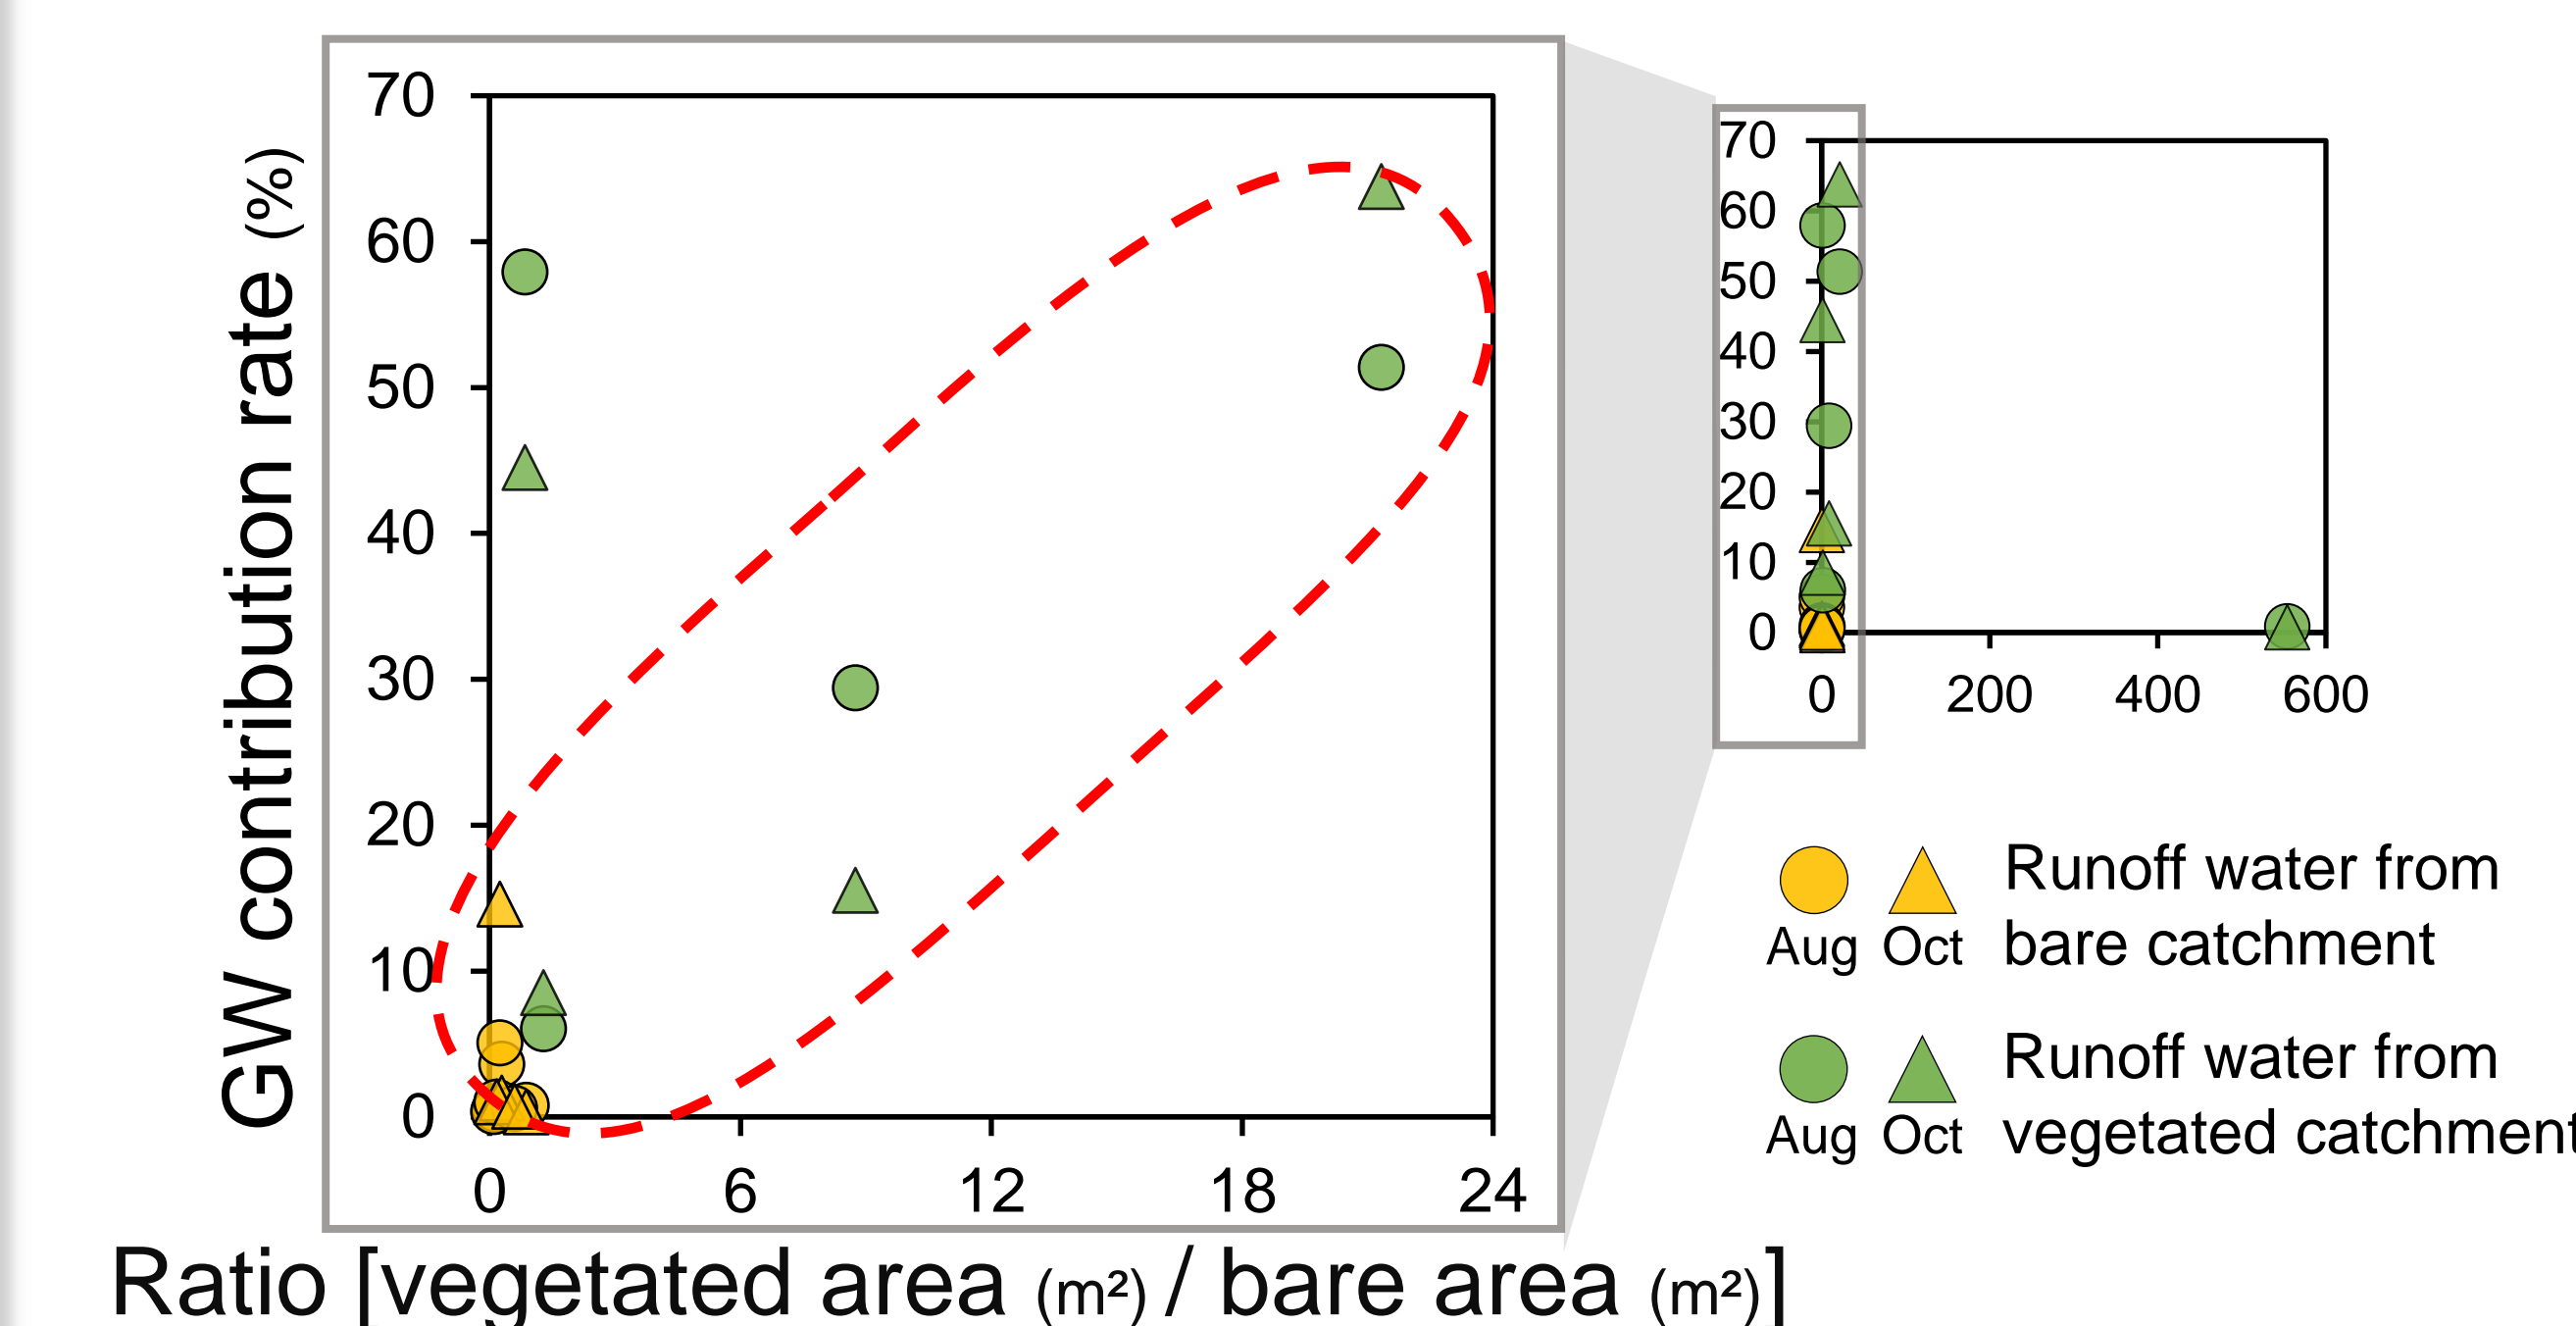 GW contribution rate (%)
70
60
50
40
30
20
10
0
0 6 12 18 24
Ratio [vegetated area (m²) / bare area (m²)]
70
60
50
40
30
20
10
0
0 200 400 600
Runoff water from
Aug Oct bare catchment
Runoff water from
Aug Oct vegetated catchment